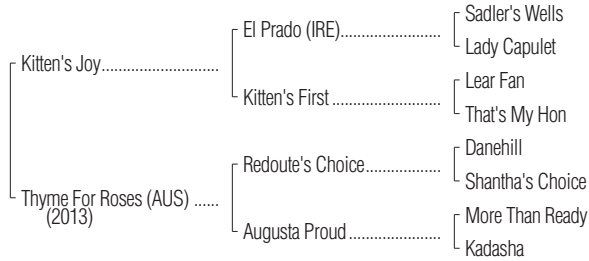 Sadler's Wells
El Prado (IRE)........................
Lady Capulet
Kitten's Joy............................
Lear Fan
Kitten's First ..........................
That's My Hon
Danehill
Redoute's Choice..................
Shantha's Choice
Thyme For Roses (AUS) ......
(2013)
More Than Ready
Augusta Proud ......................
Kadasha